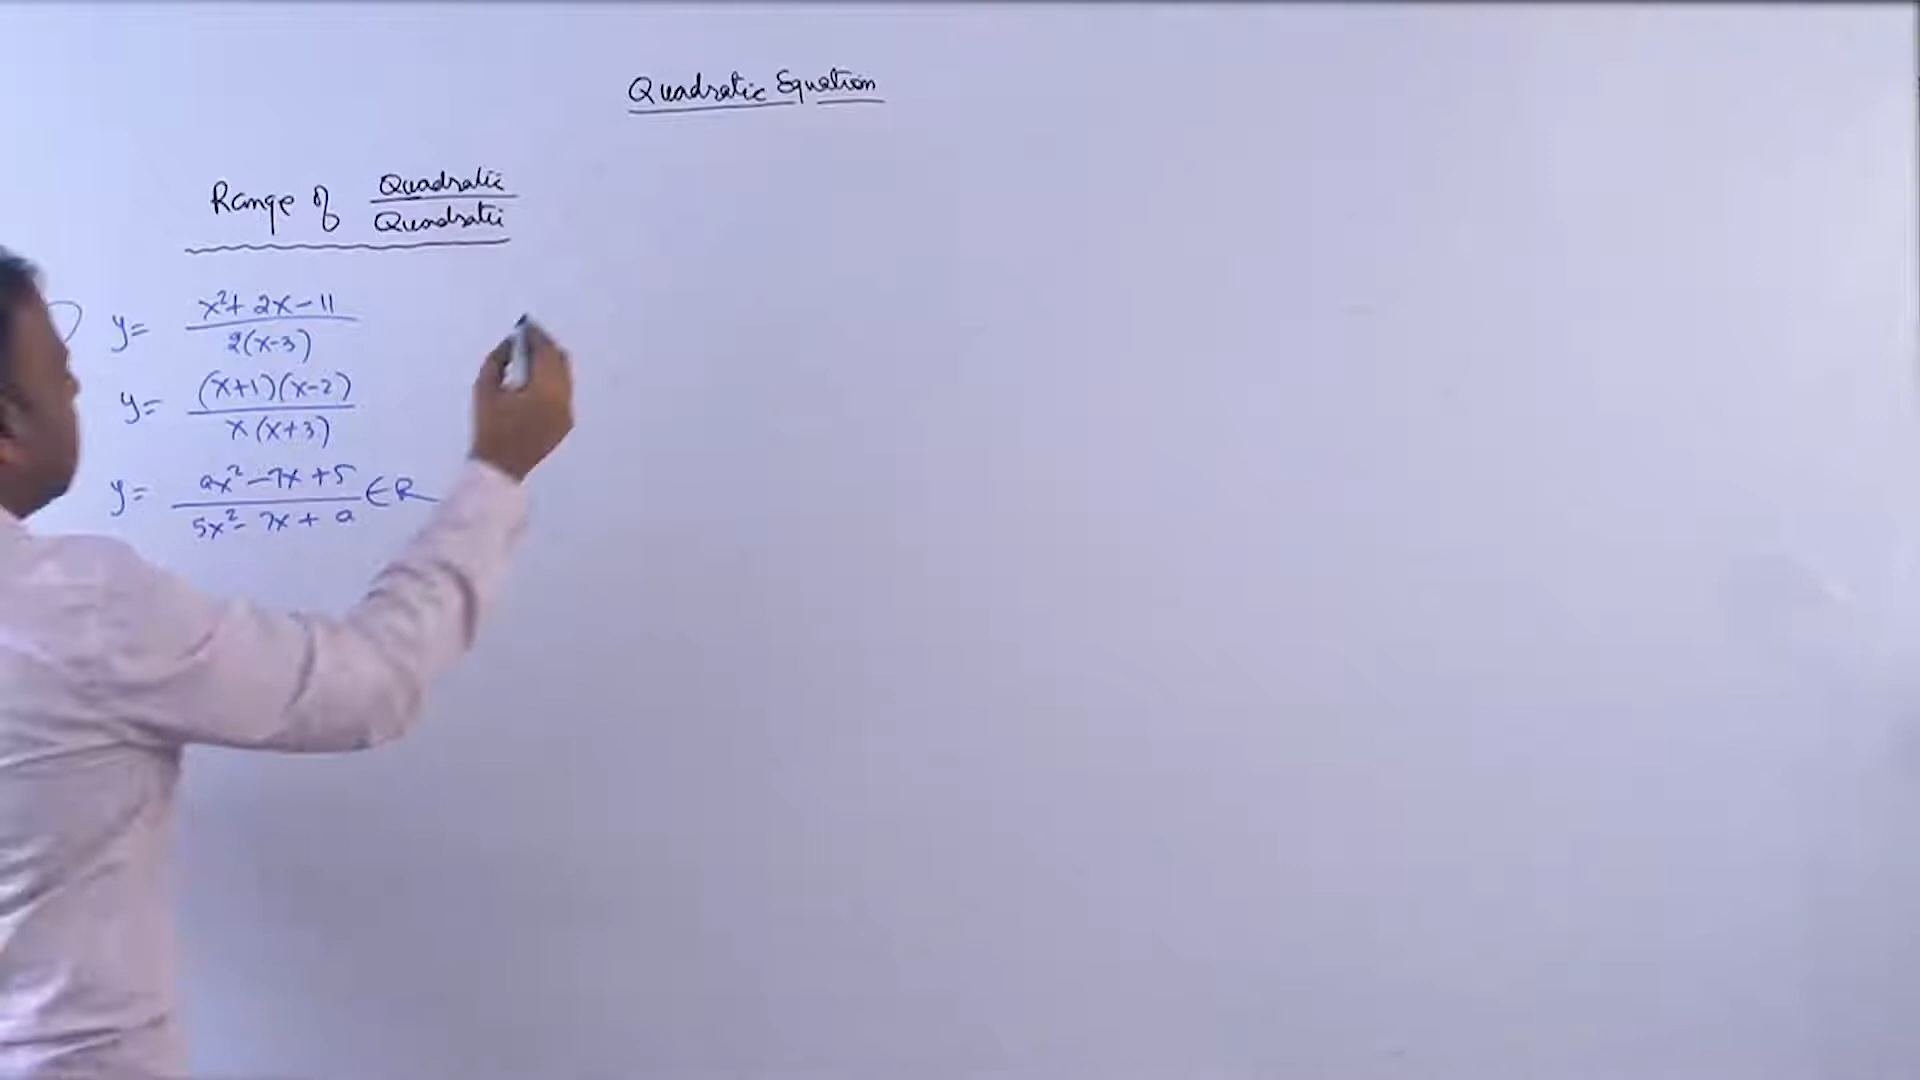 Quadratic Equation
Range of Quadratic / Quadratic
y = x² + 2x - 11 / 2(x-3)
y = (x+1)(x-2) / x(x+3)
y = ax² - 7x + 5 / 5x² - 7x + a ∈ R